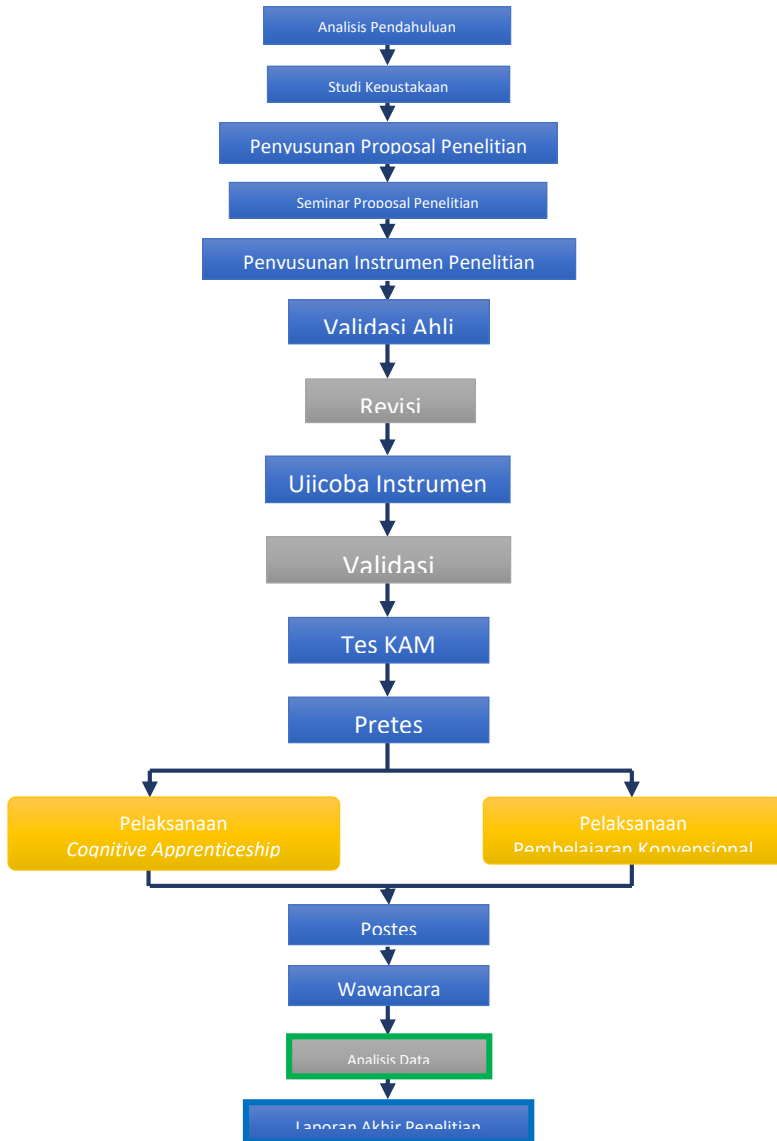 Analisis Pendahuluan
Studi Kepustakaan
Penyusunan Proposal Penelitian
Seminar Proposal Penelitian
Penyusunan Instrumen Penelitian
Validasi Ahli
Revisi
Ujicoba Instrumen
Validasi
Tes KAM
Pretes
Pelaksanaan
Cognitive Apprenticeship
Pelaksanaan
Pembelajaran Konvensional
Postes
Wawancara
Analisis Data
Laporan Akhir Penelitian